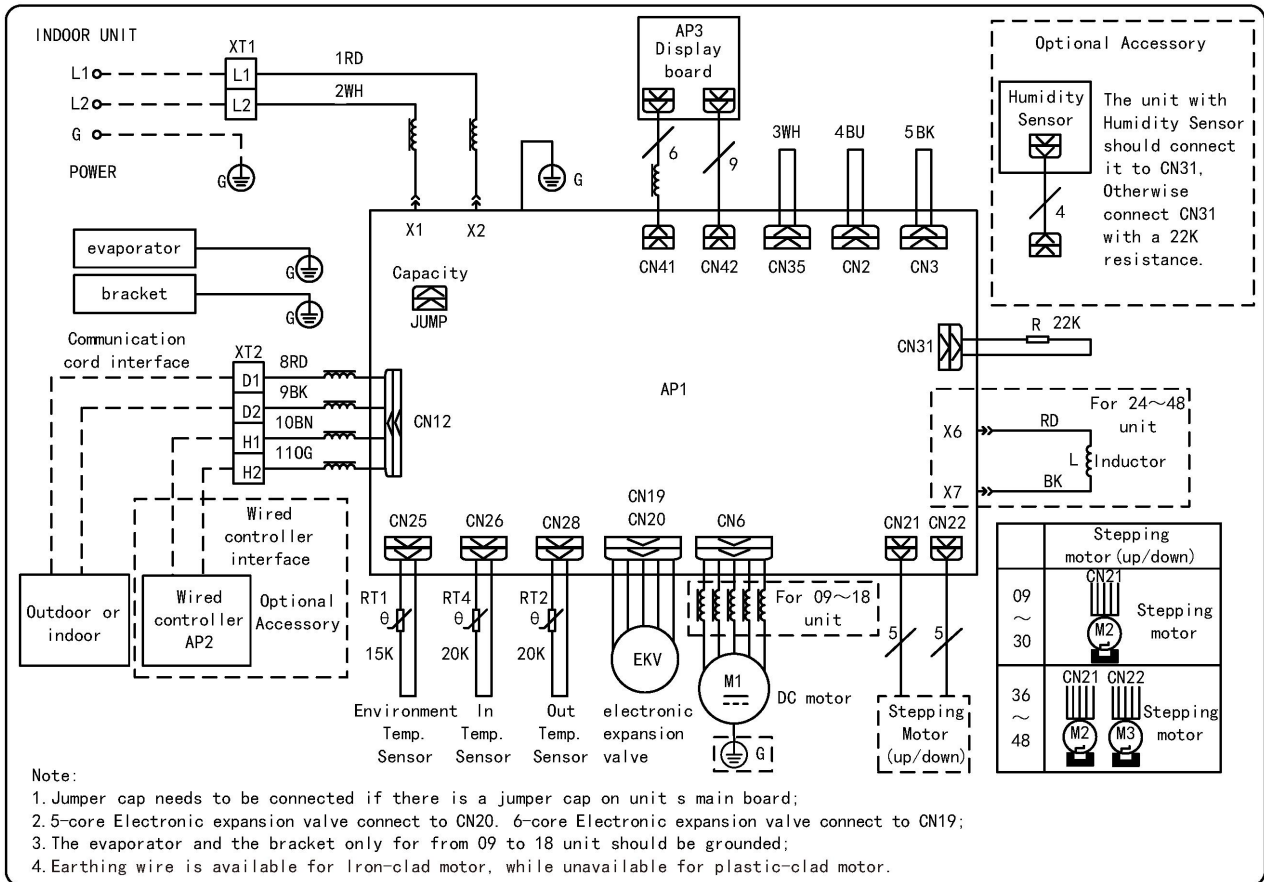 INDOOR UNIT
L1
L2
G
POWER
XT1
L1
L2
1RD
2WH
G
X1
X2
G
AP3
Display
board
6
9
3WH
4BU
5BK
CN41
CN42
CN35
CN2
CN3
Optional Accessory
Humidity
Sensor
4
The unit with
Humidity Sensor
should connect
it to CN31,
Otherwise
connect CN31
with a 22K
resistance.
evaporator
G
bracket
G
Capacity
JUMP
Communication
cord interface
XT2
D1
D2
H1
H2
8RD
9BK
10BN
11OG
CN12
AP1
CN31
R 22K
For 24~48
unit
X6
RD
L Inductor
X7
BK
Wired
controller
interface
Outdoor or
indoor
Wired
controller
AP2
Optional
Accessory
CN25
CN26
CN28
CN19
CN20
CN6
CN21
CN22
RT1
θ
15K
RT4
θ
20K
RT2
θ
20K
EKV
For 09~18
unit
M1
DC motor
G
5
5
Environment
Temp.
Sensor
In
Temp.
Sensor
Out
Temp.
Sensor
electronic
expansion
valve
Stepping
Motor
(up/down)
Stepping
motor(up/down)
09
~
30
CN21
M2
Stepping
motor
36
~
48
CN21
CN22
M2
M3
Stepping
motor
Note:
1. Jumper cap needs to be connected if there is a jumper cap on unit s main board;
2. 5-core Electronic expansion valve connect to CN20. 6-core Electronic expansion valve connect to CN19;
3. The evaporator and the bracket only for from 09 to 18 unit should be grounded;
4. Earthing wire is available for Iron-clad motor, while unavailable for plastic-clad motor.